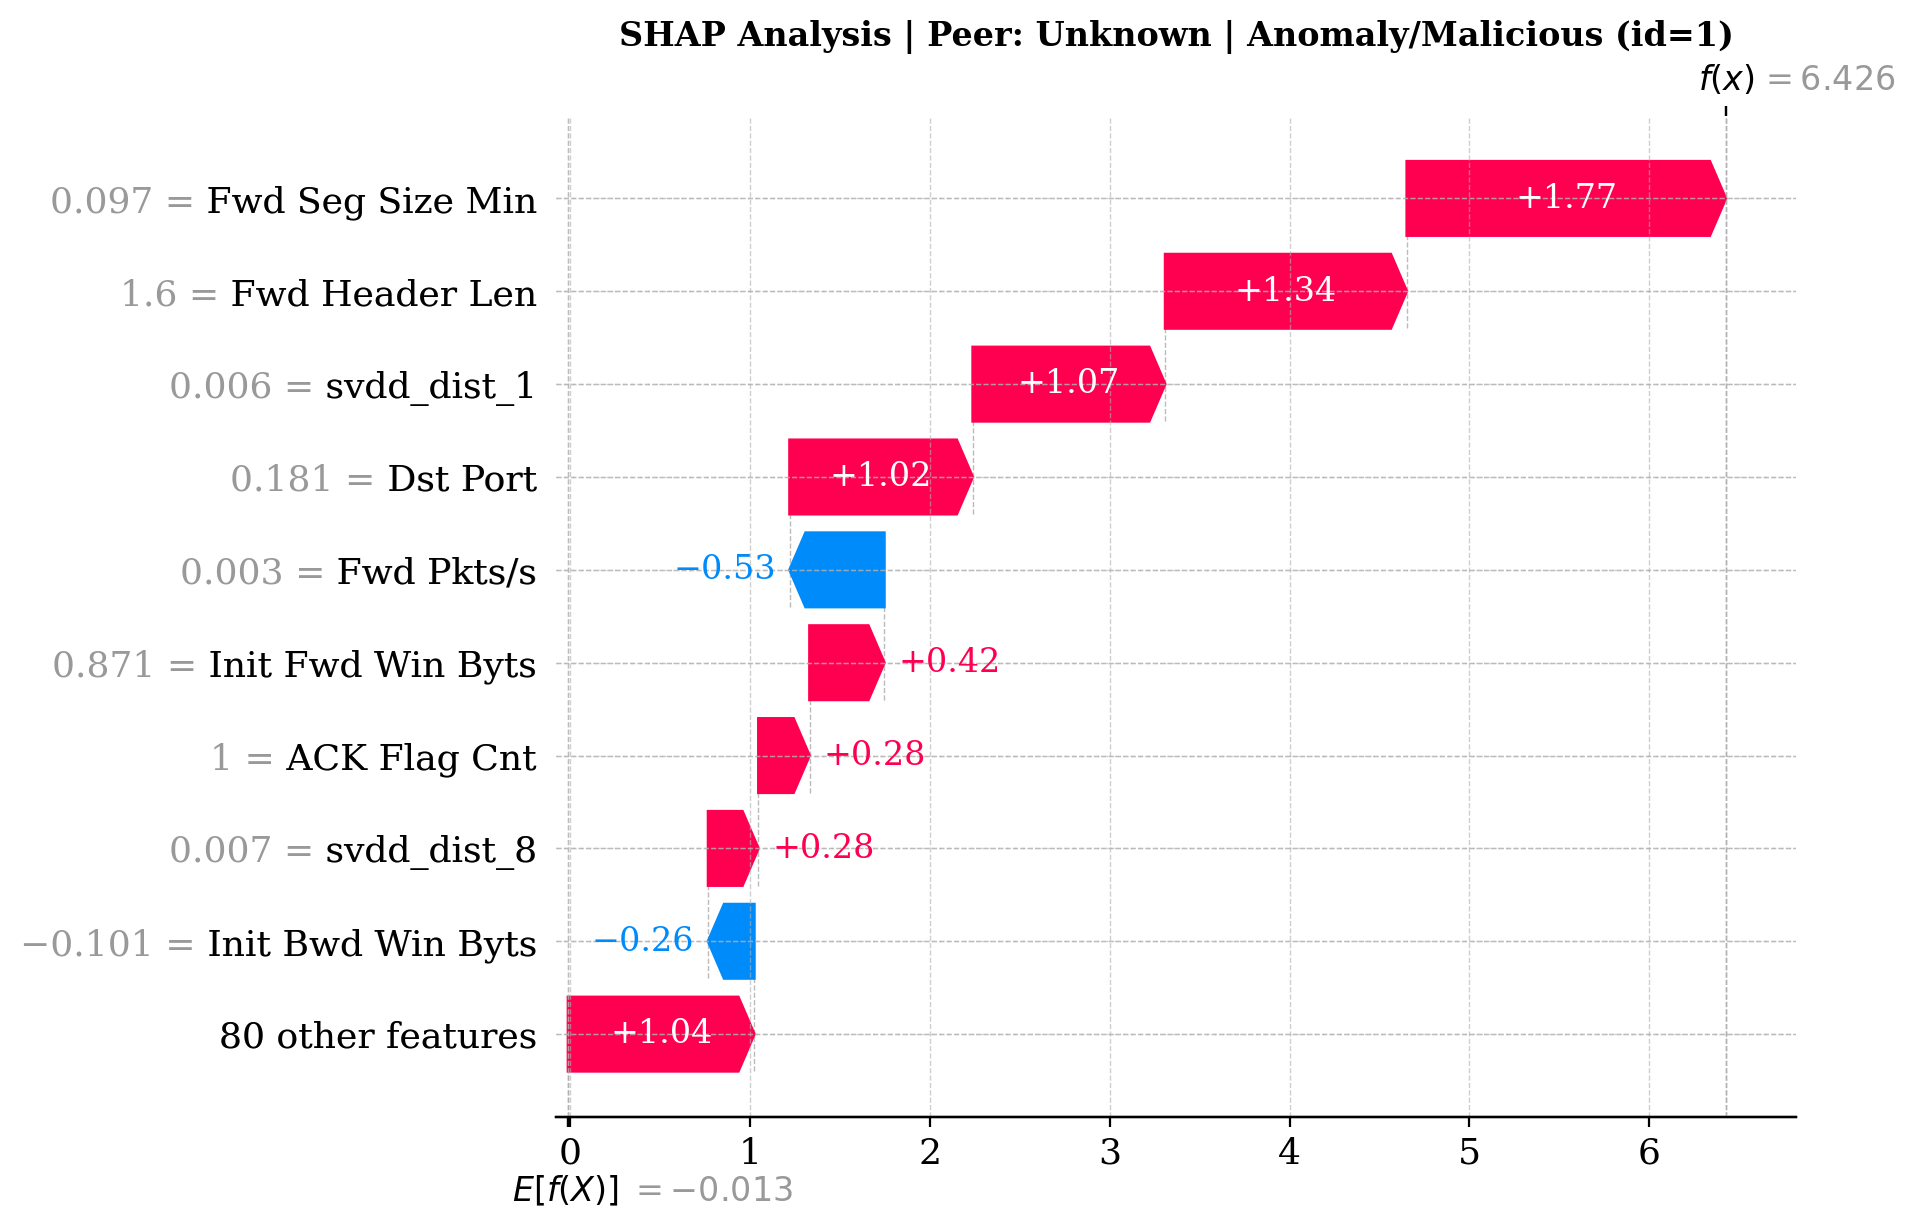 SHAP Analysis | Peer: Unknown | Anomaly/Malicious (id=1)
f(x) = 6.426
0.097 = Fwd Seg Size Min
+1.77
1.6 = Fwd Header Len
+1.34
0.006 = svdd_dist_1
+1.07
0.181 = Dst Port
+1.02
0.003 = Fwd Pkts/s
−0.53
0.871 = Init Fwd Win Byts
+0.42
1 = ACK Flag Cnt
+0.28
0.007 = svdd_dist_8
+0.28
−0.101 = Init Bwd Win Byts
−0.26
80 other features
+1.04
0 1 2 3 4 5 6
E[f(X)] = −0.013